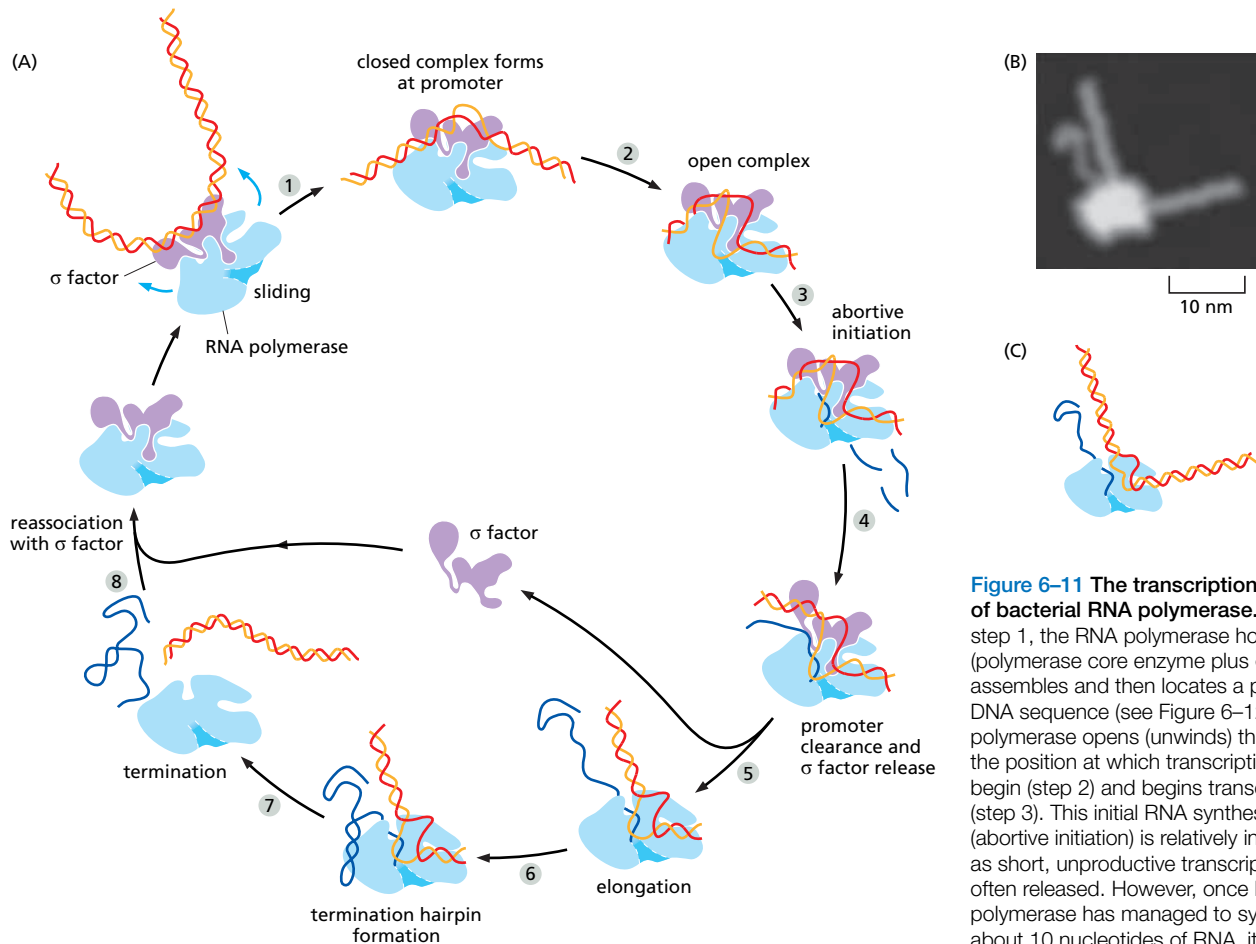 (A)
closed complex forms
at promoter
1
2
open complex
σ factor
sliding
RNA polymerase
3
abortive
initiation
4
reassociation
with σ factor
σ factor
8
promoter
clearance and
σ factor release
5
termination
7
6
elongation
termination hairpin
formation
(B)
10 nm
(C)
Figure 6–11 The transcription
of bacterial RNA polymerase.
step 1, the RNA polymerase ho
(polymerase core enzyme plus
assembles and then locates a p
DNA sequence (see Figure 6–1
polymerase opens (unwinds) th
the position at which transcripti
begin (step 2) and begins transc
(step 3). This initial RNA synthes
(abortive initiation) is relatively in
as short, unproductive transcrip
often released. However, once
polymerase has managed to sy
about 10 nucleotides of RNA, it